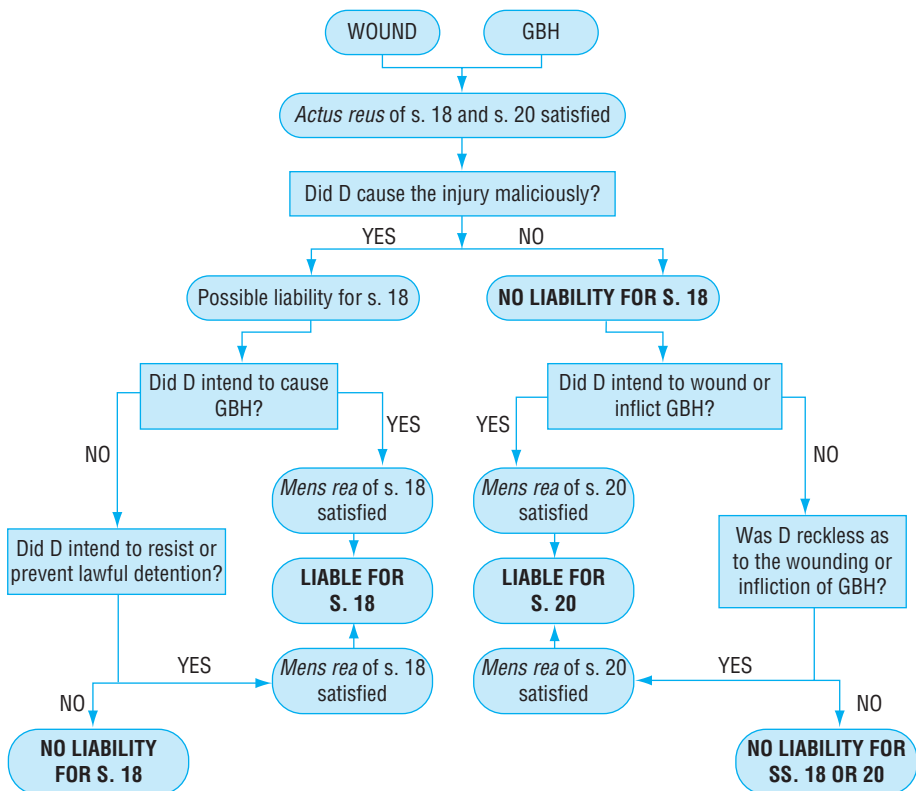 WOUND
GBH
Actus reus of s. 18 and s. 20 satisfied
Did D cause the injury maliciously?
YES
NO
Possible liability for s. 18
NO LIABILITY FOR S. 18
Did D intend to cause
GBH?
Did D intend to wound or
inflict GBH?
NO
YES
YES
NO
Mens rea of s. 18
satisfied
Mens rea of s. 20
satisfied
Did D intend to resist or
prevent lawful detention?
LIABLE FOR
S. 18
LIABLE FOR
S. 20
Was D reckless as
to the wounding or
infliction of GBH?
YES
Mens rea of s. 18
satisfied
Mens rea of s. 20
satisfied
YES
NO
NO
NO LIABILITY
FOR S. 18
NO LIABILITY FOR
SS. 18 OR 20